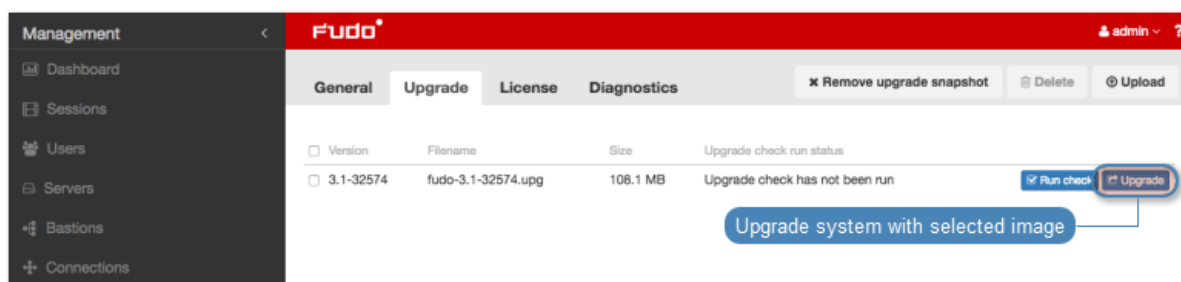 Management <
Fudo
admin ?
Dashboard
General Upgrade License Diagnostics
Remove upgrade snapshot Delete Upload
Sessions
Users
Version Filename Size Upgrade check run status
3.1-32574 fudo-3.1-32574.upg 108.1 MB Upgrade check has not been run Run check Upgrade
Servers
Bastions
Upgrade system with selected image
Connections